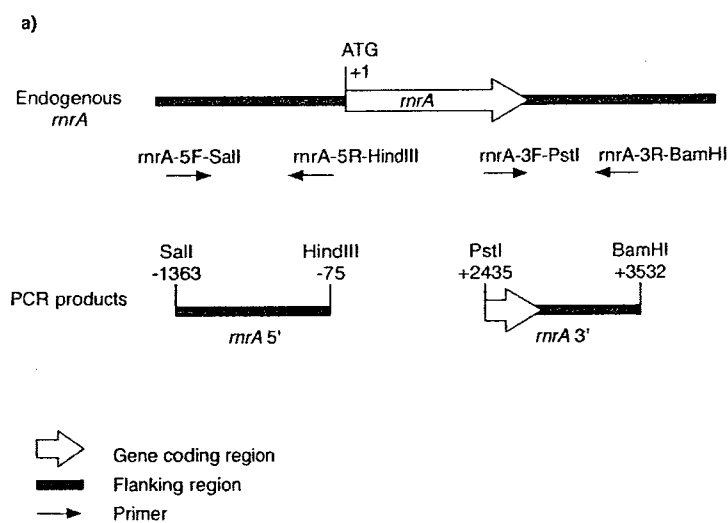 a)
ATG
+1
Endogenous
rnrA
rnrA
rnrA-5F-SalI
rnrA-5R-HindIII
rnrA-3F-PstI
rnrA-3R-BamHI
SalI
-1363
HindIII
-75
PstI
+2435
BamHI
+3532
PCR products
rnrA 5'
rnrA 3'
Gene coding region
Flanking region
Primer